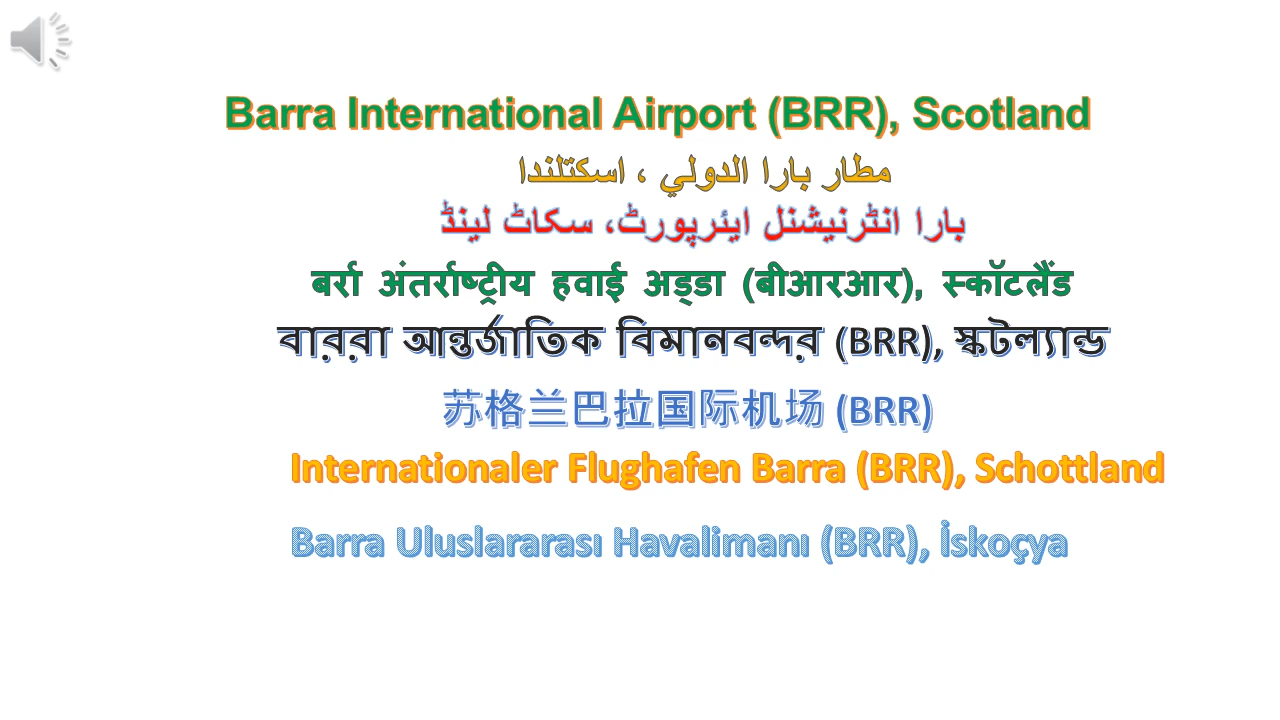 Barra International Airport (BRR), Scotland
مطار بارا الدولي ، اسكتلندا
بارا انٹرنیشنل ایئرپورٹ، سکاٹ لینڈ
बर्रा अंतर्राष्ट्रीय हवाई अड्डा (बीआरआर), स्कॉटलैंड
বাররা আন্তর্জাতিক বিমানবন্দর (BRR), স্কটল্যান্ড
苏格兰巴拉国际机场 (BRR)
Internationaler Flughafen Barra (BRR), Schottland
Barra Uluslararası Havalimanı (BRR), İskoçya